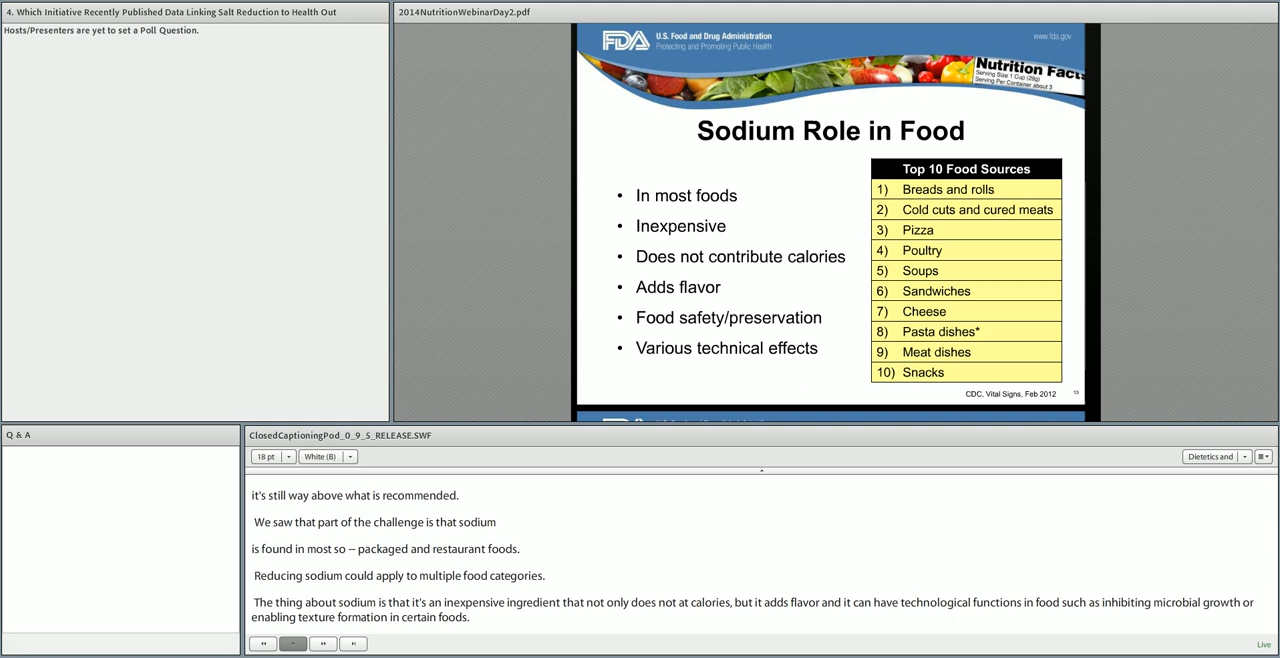 4. Which Initiative Recently Published Data Linking Salt Reduction to Health Out
Hosts/Presenters are yet to set a Poll Question.
2014NutritionWebinarDay2.pdf
FDA U.S. Food and Drug Administration
Protecting and Promoting Public Health
www.fda.gov
Nutrition Facts
Serving Size 1 Cup (28g)
Serving Per Container about 3
Sodium Role in Food
• In most foods
• Inexpensive
• Does not contribute calories
• Adds flavor
• Food safety/preservation
• Various technical effects
Top 10 Food Sources
1) Breads and rolls
2) Cold cuts and cured meats
3) Pizza
4) Poultry
5) Soups
6) Sandwiches
7) Cheese
8) Pasta dishes*
9) Meat dishes
10) Snacks
CDC, Vital Signs, Feb 2012
13
Q & A
ClosedCaptioningPod_0_9_5_RELEASE.SWF
18 pt
White (B)
Dietetics and
it's still way above what is recommended.
We saw that part of the challenge is that sodium
is found in most so -- packaged and restaurant foods.
Reducing sodium could apply to multiple food categories.
The thing about sodium is that it's an inexpensive ingredient that not only does not at calories, but it adds flavor and it can have technological functions in food such as inhibiting microbial growth or
enabling texture formation in certain foods.
Live